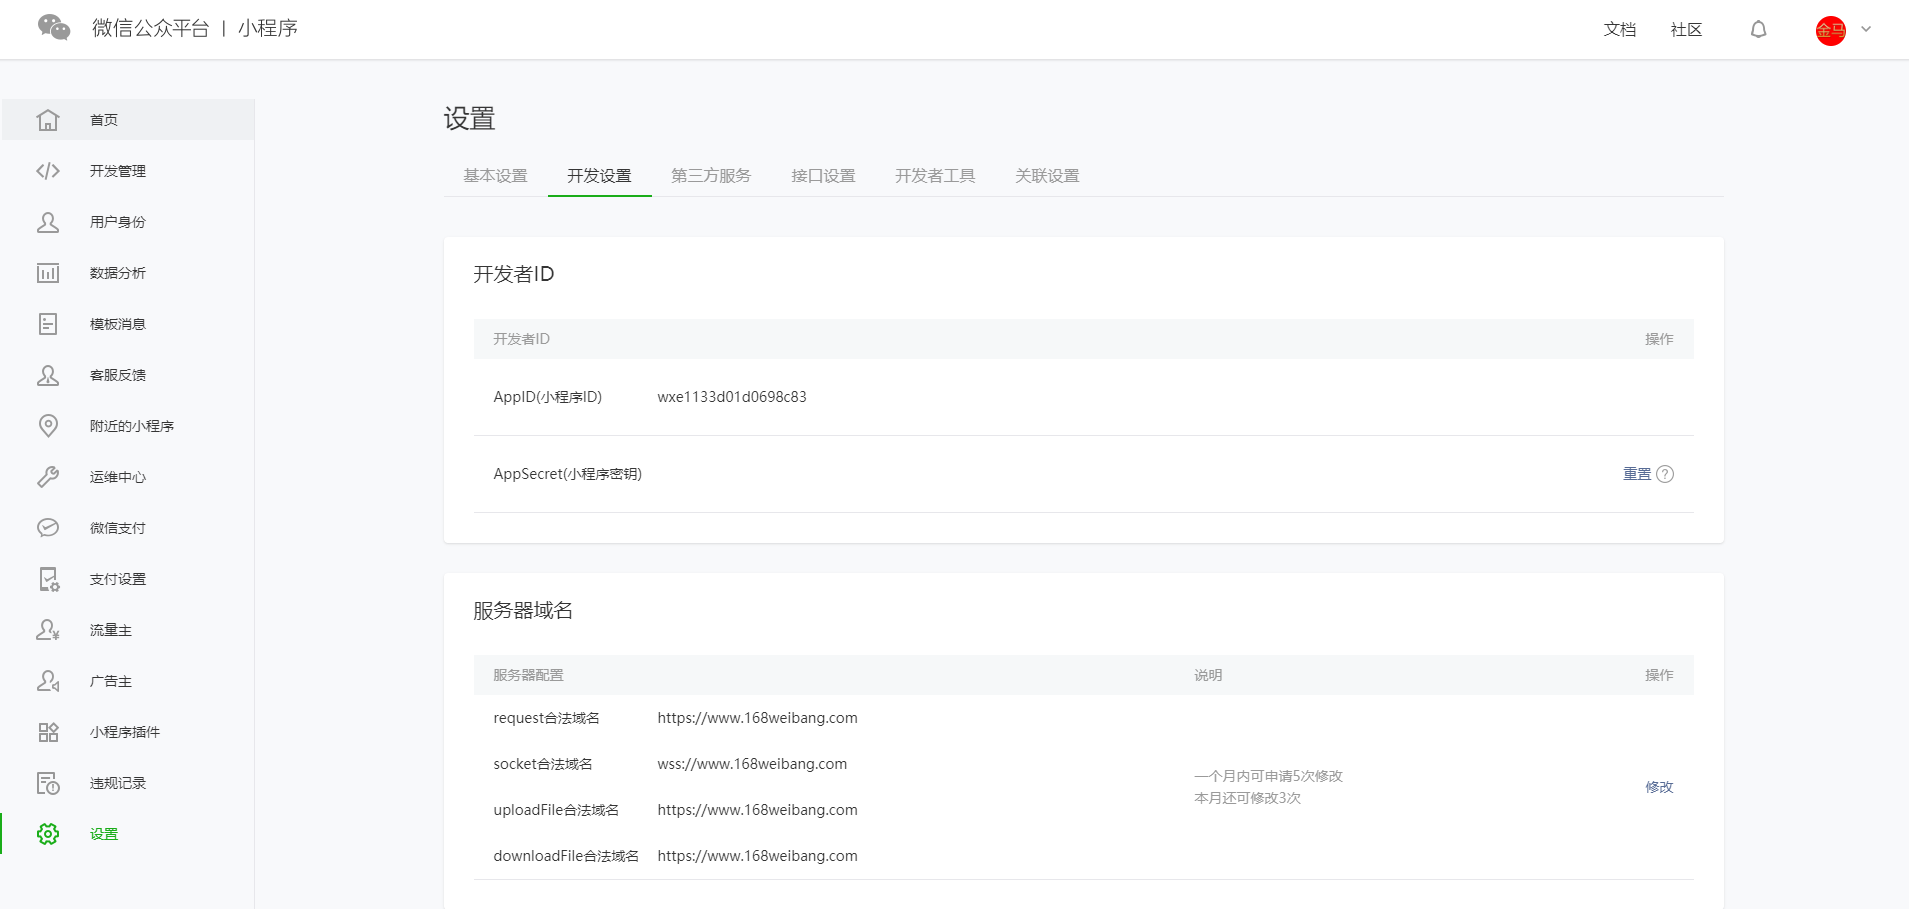 微信公众平台 | 小程序
文档 社区
金马
首页
开发管理
用户身份
数据分析
模板消息
客服反馈
附近的小程序
运维中心
微信支付
支付设置
流量主
广告主
小程序插件
违规记录
设置
设置
基本设置 开发设置 第三方服务 接口设置 开发者工具 关联设置
开发者ID
开发者ID 操作
AppID(小程序ID) wxe1133d01d0698c83
AppSecret(小程序密钥) 重置 ?
服务器域名
服务器配置 说明 操作
request合法域名 https://www.168weibang.com
socket合法域名 wss://www.168weibang.com
uploadFile合法域名 https://www.168weibang.com
downloadFile合法域名 https://www.168weibang.com
一个月内可申请5次修改
本月还可修改3次
修改